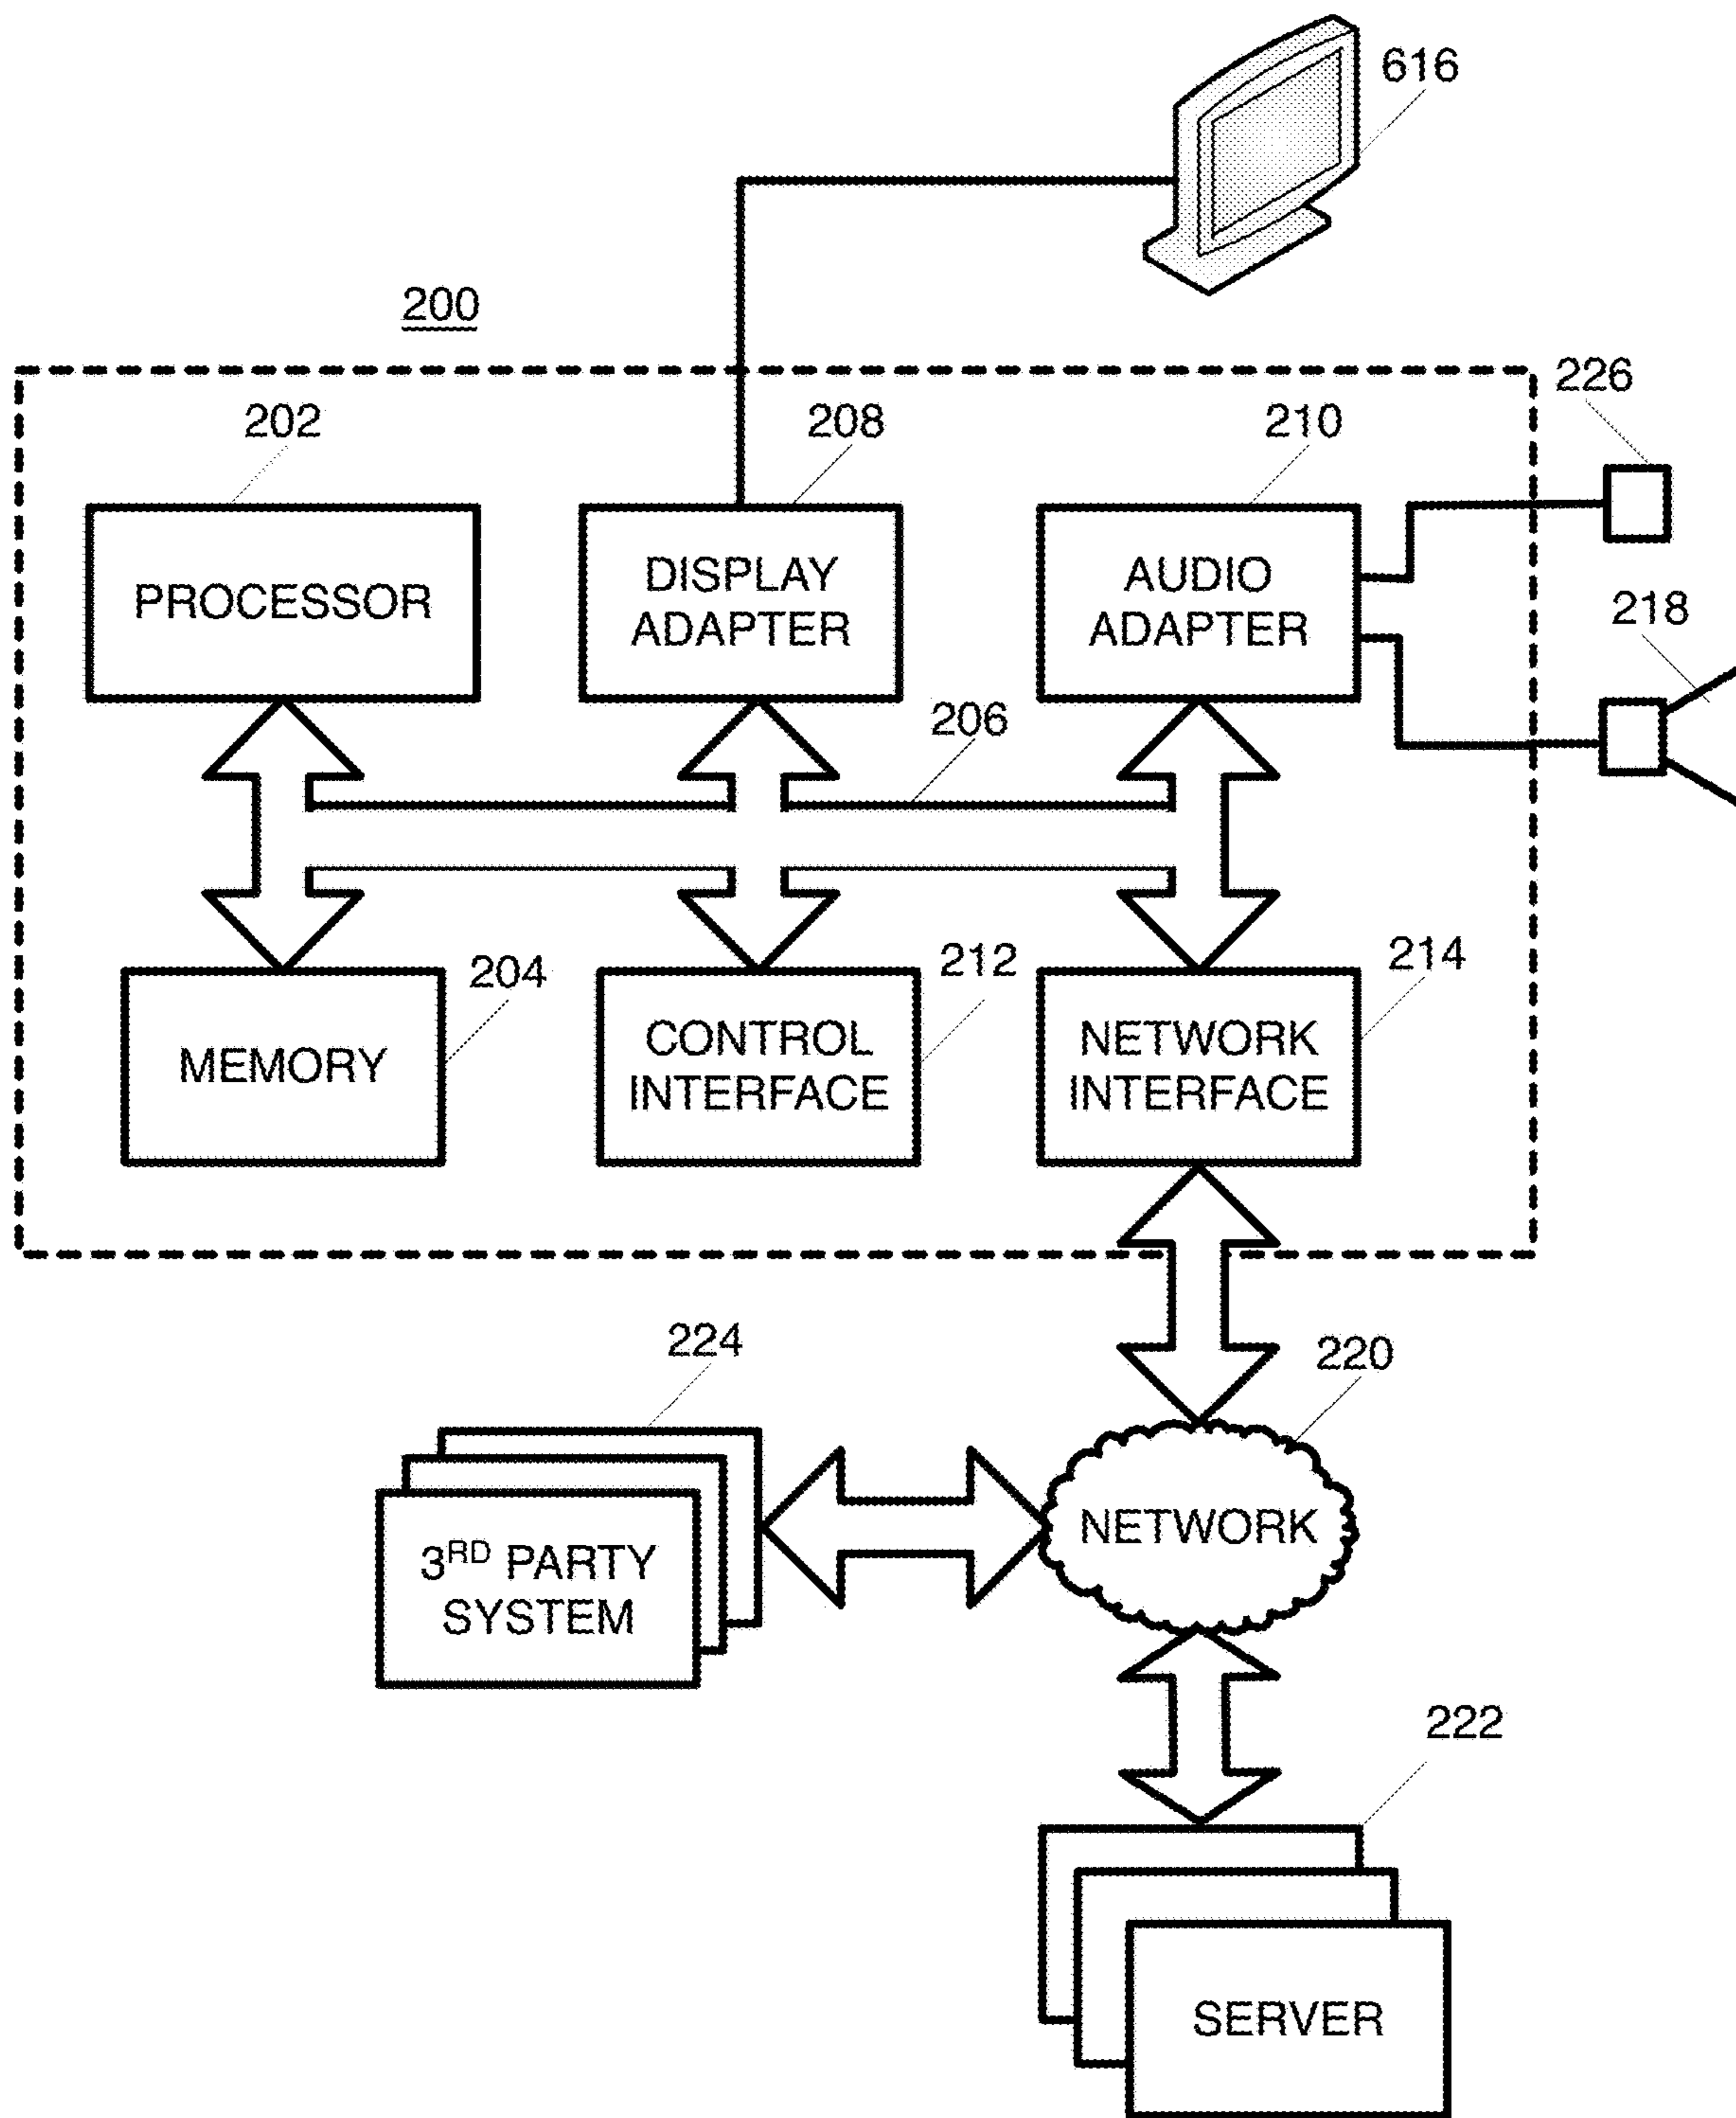 616
200
226
202
208
210
PROCESSOR
DISPLAY
ADAPTER
AUDIO
ADAPTER
218
206
204
212
214
MEMORY
CONTROL
INTERFACE
NETWORK
INTERFACE
224
220
3RD PARTY
SYSTEM
NETWORK
222
SERVER